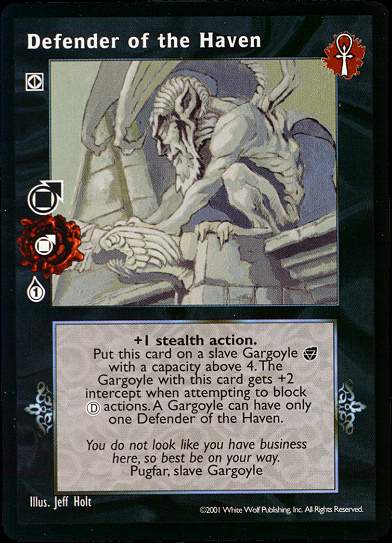 Defender of the Haven
1
+1 stealth action.
Put this card on a slave Gargoyle
with a capacity above 4. The
Gargoyle with this card gets +2
intercept when attempting to block
D actions. A Gargoyle can have only
one Defender of the Haven.
You do not look like you have business
here, so best be on your way.
Pugfar, slave Gargoyle
Illus. Jeff Holt
©2001 White Wolf Publishing, Inc. All Rights Reserved.